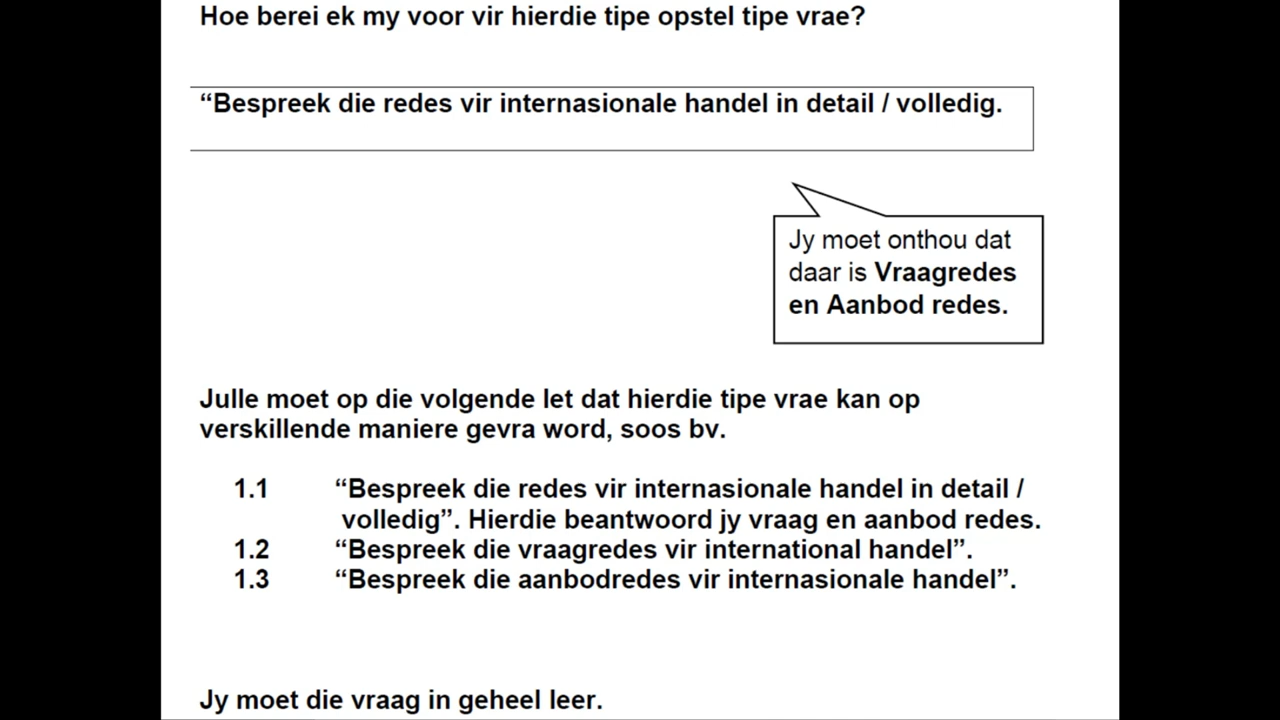 Hoe berei ek my voor vir hierdie tipe opstel tipe vrae?
“Bespreek die redes vir internasionale handel in detail / volledig.
Jy moet onthou dat
daar is Vraagredes
en Aanbod redes.
Julle moet op die volgende let dat hierdie tipe vrae kan op
verskillende maniere gevra word, soos bv.
1.1 “Bespreek die redes vir internasionale handel in detail /
volledig”. Hierdie beantwoord jy vraag en aanbod redes.
1.2 “Bespreek die vraagredes vir international handel”.
1.3 “Bespreek die aanbodredes vir internasionale handel”.
Jy moet die vraag in geheel leer.